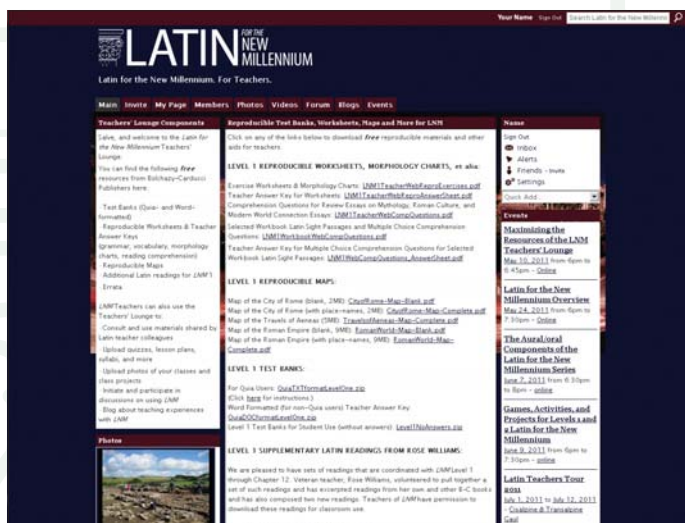 Your Name Sign Out Search Latin for the New Millenniu
LATIN FOR THE NEW MILLENNIUM
Latin for the New Millennium. For Teachers.
Main Invite My Page Members Photos Videos Forum Blogs Events
Teachers' Lounge Components
Salve, and welcome to the Latin for
the New Millennium Teachers'
Lounge.
You can find the following free
resources from Bolchazy-Carducci
Publishers here:
· Test Banks (Quia- and Word-
formatted)
· Reproducible Worksheets & Teacher
Answer Keys
(grammar, vocabulary, morphology
charts, reading comprehension)
· Reproducible Maps
· Additional Latin readings for LNM1
· Errata
LNM Teachers can also use the
Teachers' Lounge to:
· Consult and use materials shared by
Latin teacher colleagues
· Upload quizzes, lesson plans,
syllabi, and more
· Upload photos of your classes and
class projects
· Initiate and participate in
discussions on using LNM
· Blog about teaching experiences
with LNM
Photos
Reproducible Test Banks, Worksheets, Maps and More for LNM
Click on any of the links below to download free reproducible materials and other
aids for teachers.
LEVEL 1 REPRODUCIBLE WORKSHEETS, MORPHOLOGY CHARTS, et alia:
Exercise Worksheets & Morphology Charts: LNM1TeacherWebReproExercises.pdf
Teacher Answer Key for Worksheets: LNM1TeacherWebReproAnswerSheet.pdf
Comprehension Questions for Review Essays on Mythology, Roman Culture, and
Modern World Connection Essays: LNM1TeacherWebCompQuestions.pdf
Selected Workbook Latin Sight Passages and Multiple Choice Comprehension
Questions: LNM1WorkbookWebCompQuestions.pdf
Teacher Answer Key for Multiple Choice Comprehension Questions for Selected
Workbook Latin Sight Passages: LNM1WebCompQuestions_AnswerSheet.pdf
LEVEL 1 REPRODUCIBLE MAPS:
Map of the City of Rome (blank, 2MB): CityofRome-Map-Blank.pdf
Map of the City of Rome (with place-names, 2MB): CityofRome-Map-Complete.pdf
Map of the Travels of Aeneas (5MB): TravelsofAeneas-Map-Complete.pdf
Map of the Roman Empire (blank, 9MB): RomanWorld-Map-Blank.pdf
Map of the Roman Empire (with place-names, 9MB): RomanWorld-Map-
Complete.pdf
LEVEL 1 TEST BANKS:
For Quia Users: QuiaTXTformatLevelOne.zip
(Click here for instructions.)
Word Formatted (for non-Quia users) Teacher Answer Key:
QuiaDOCformatLevelOne.zip
Level 1 Test Banks for Student Use (without answers): Level1NoAnswers.zip
LEVEL 1 SUPPLEMENTARY LATIN READINGS FROM ROSE WILLIAMS:
We are pleased to have sets of readings that are coordinated with LNM Level 1
through Chapter 12. Veteran teacher, Rose Williams, volunteered to pull together a
set of such readings and has excerpted readings from her own and other B-C books
and has also composed two new readings. Teachers of LNM have permission to
download these readings for classroom use.
Name
Sign Out
Inbox
Alerts
Friends - Invite
Settings
Quick Add...
Events
Maximizing the
Resources of the LNM
Teachers' Lounge
May 10, 2011 from 6pm to
6:45pm - Online
Latin for the New
Millennium Overview
May 24, 2011 from 6pm to
7:30pm - Online
The Aural/oral
Components of the
Latin for the New
Millennium Series
June 7, 2011 from 6:30pm
to 8pm - online
Games, Activities, and
Projects for Levels 1 and
2 Latin for the New
Millennium
June 9, 2011 from 6pm to
7:30pm - online
Latin Teachers Tour
2011
July 1, 2011 to July 12, 2011
- Cisalpine & Transalpine
Gaul